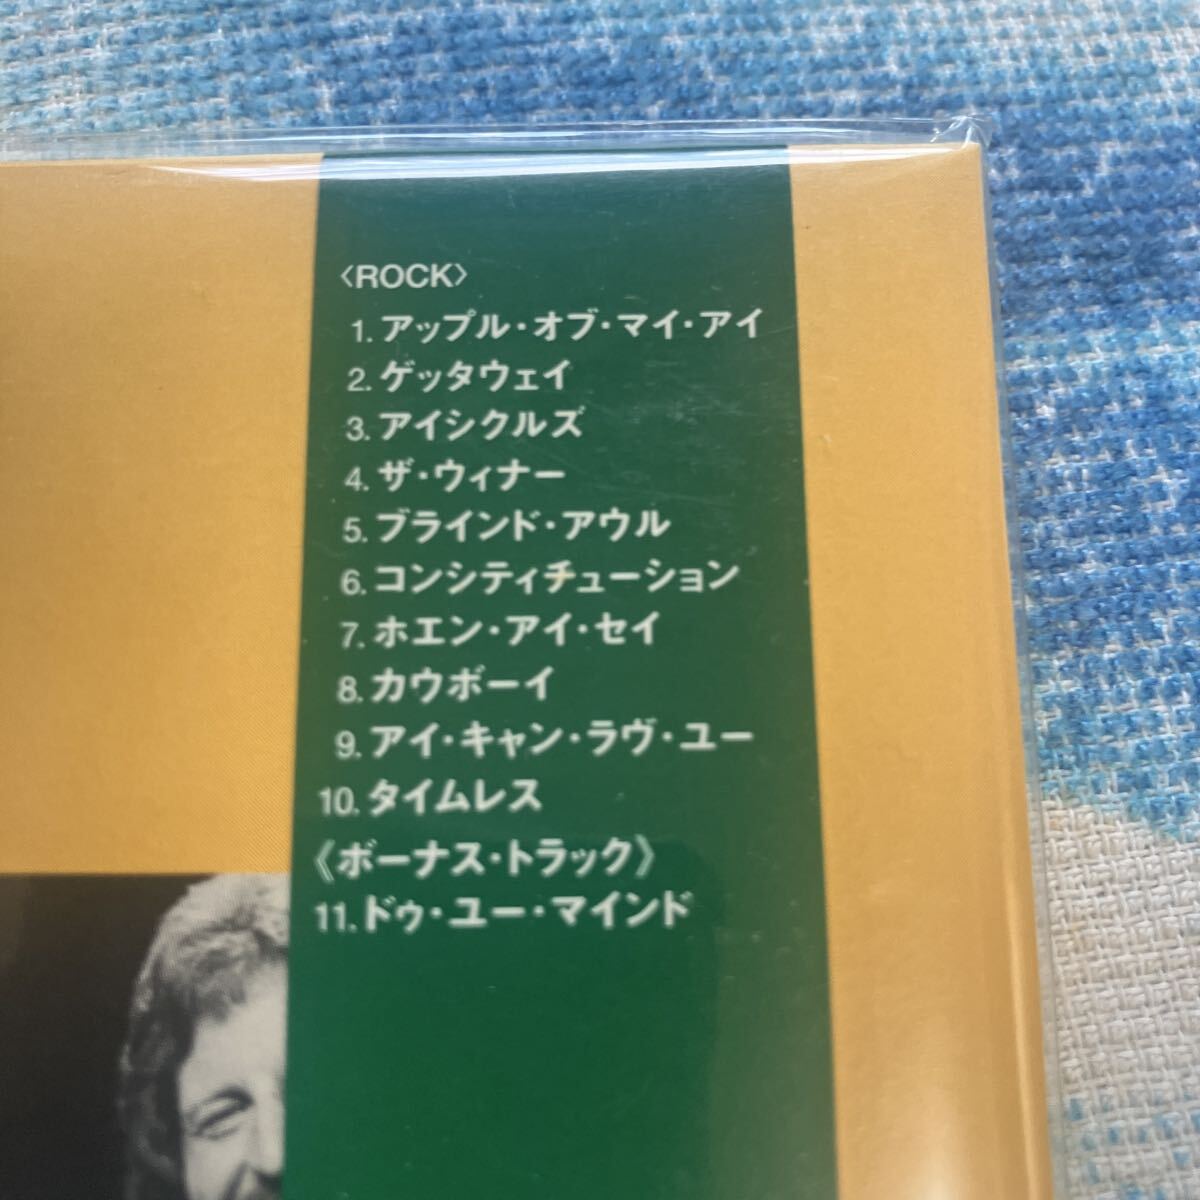 〈ROCK〉
1. アップル・オブ・マイ・アイ
2. ゲッタウェイ
3. アイシクルズ
4. ザ・ウィナー
5. ブラインド・アウル
6. コンシティチューション
7. ホエン・アイ・セイ
8. カウボーイ
9. アイ・キャン・ラヴ・ユー
10. タイムレス
《ボーナス・トラック》
11. ドゥ・ユー・マインド